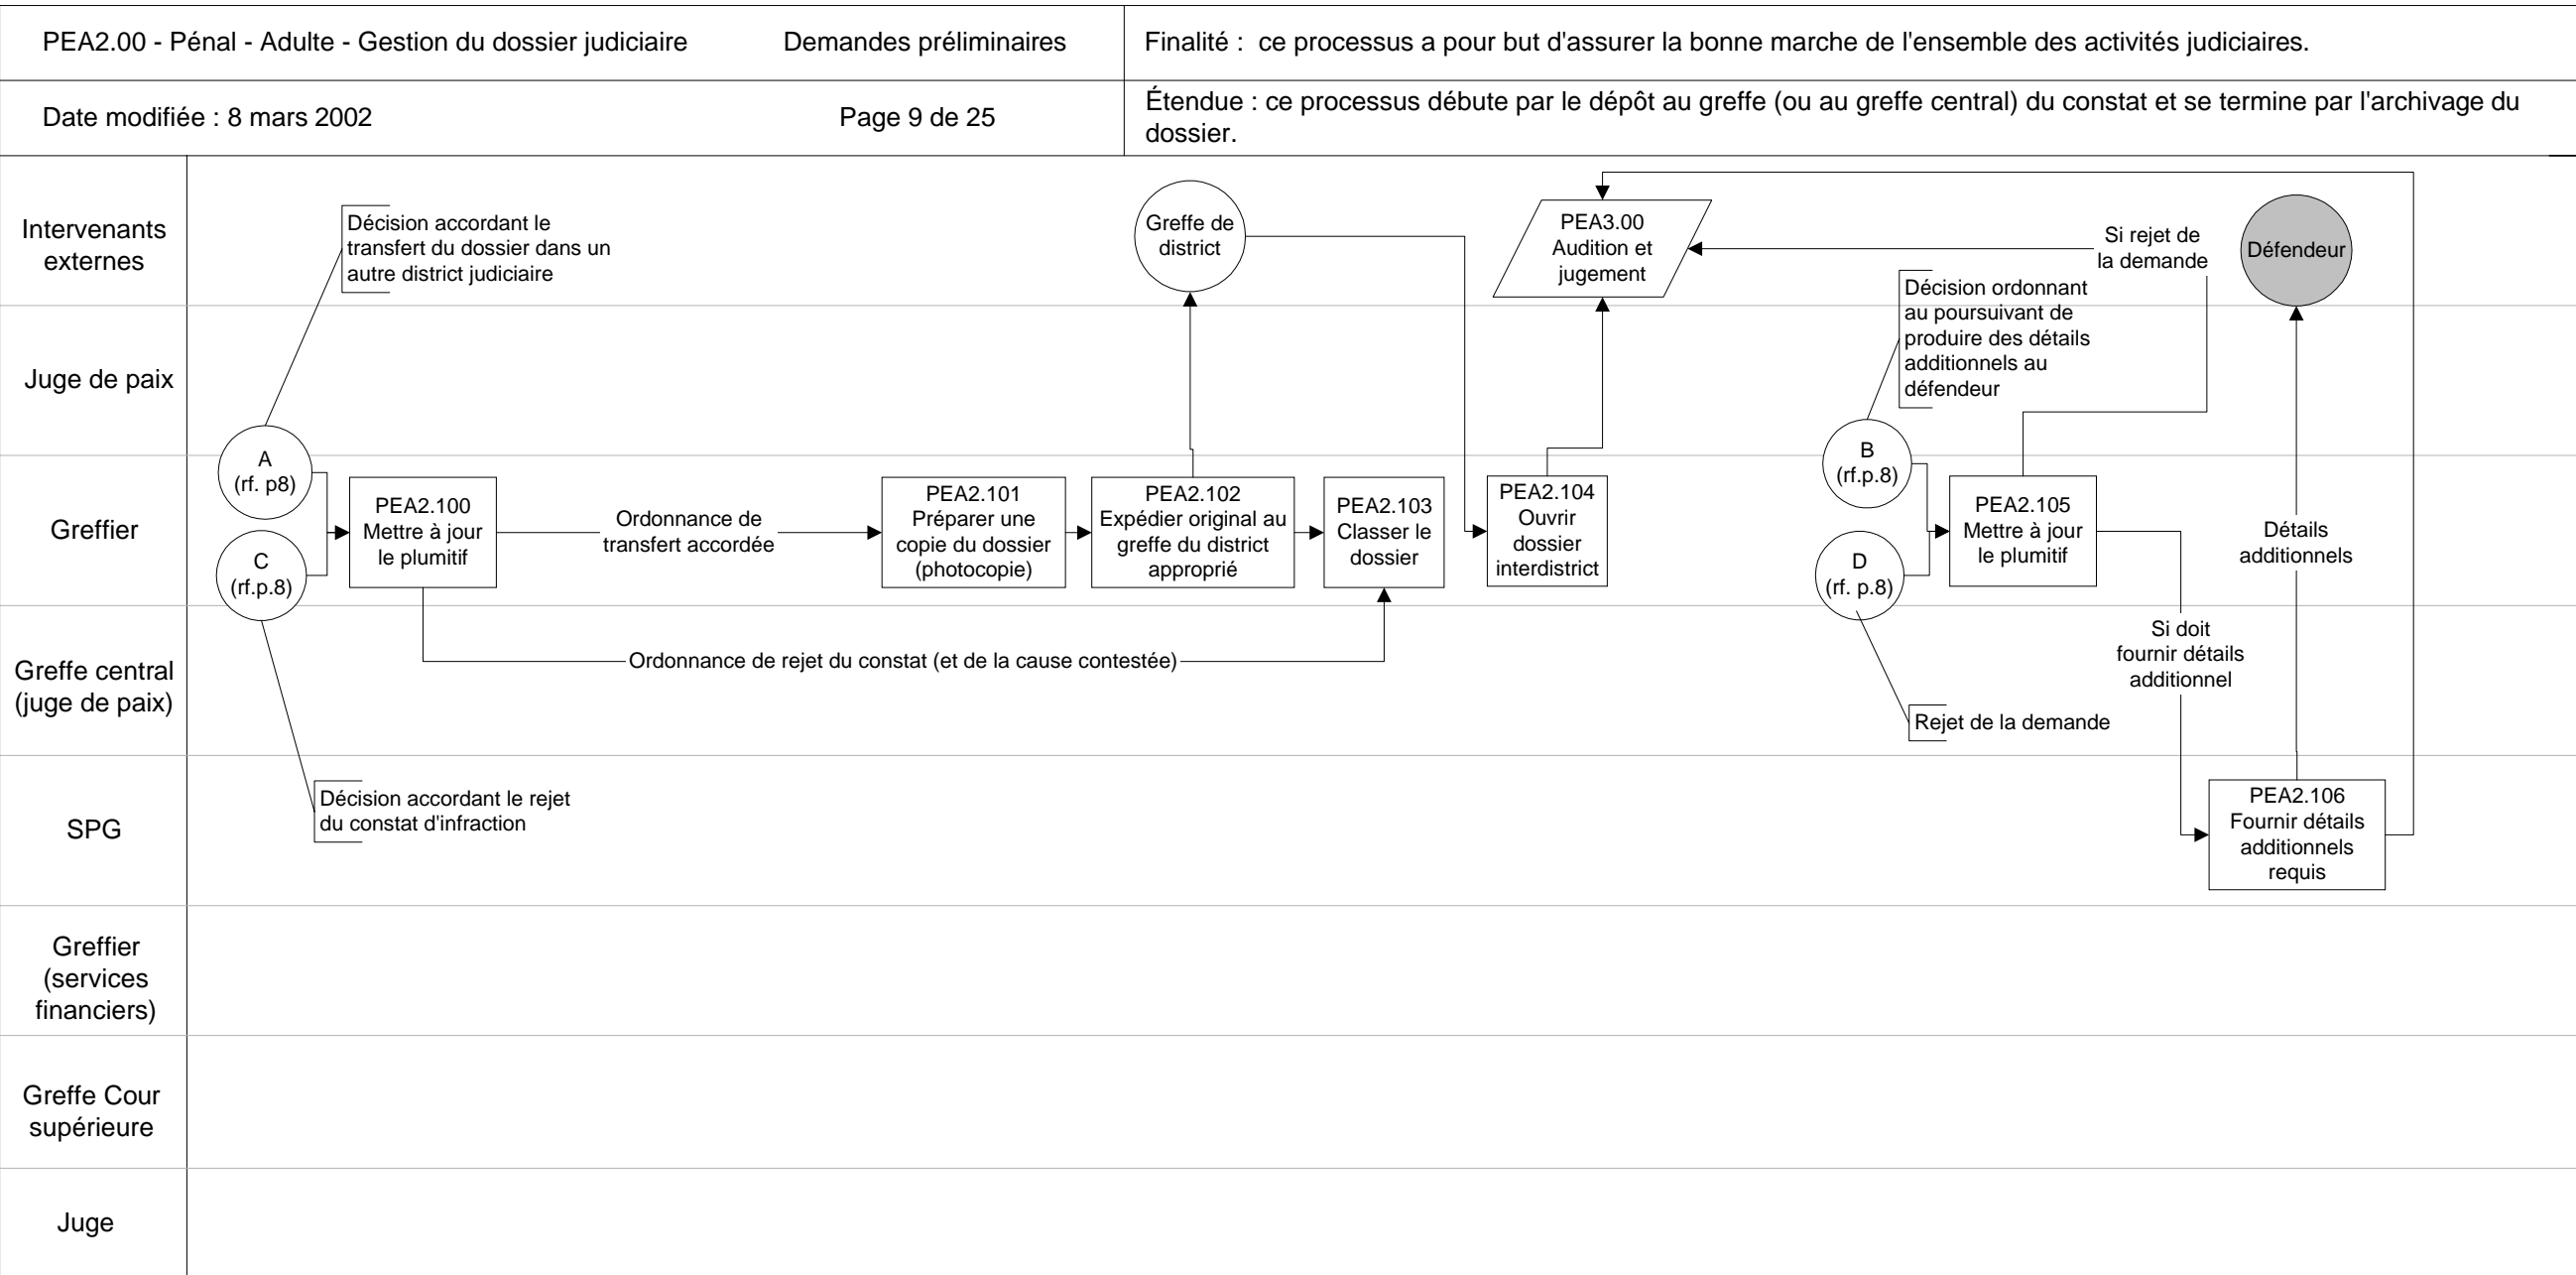 PEA2.00 - Pénal - Adulte - Gestion du dossier judiciaire
Demandes préliminaires
Finalité :  ce processus a pour but d'assurer la bonne marche de l'ensemble des activités judiciaires.
Date modifiée : 8 mars 2002
Page 9 de 25
Étendue : ce processus débute par le dépôt au greffe (ou au greffe central) du constat et se termine par l'archivage du
dossier.
Intervenants
externes
Décision accordant le
transfert du dossier dans un
autre district judiciaire
Greffe de
district
PEA3.00
Audition et
jugement
Si rejet de
la demande
Défendeur
Juge de paix
Décision ordonnant
au poursuivant de
produire des détails
additionnels au
défendeur
Greffier
A
(rf. p8)
C
(rf.p.8)
PEA2.100
Mettre à jour
le plumitif
Ordonnance de
transfert accordée
PEA2.101
Préparer une
copie du dossier
(photocopie)
PEA2.102
Expédier original au
greffe du district
approprié
PEA2.103
Classer le
dossier
PEA2.104
Ouvrir
dossier
interdistrict
B
(rf.p.8)
D
(rf. p.8)
PEA2.105
Mettre à jour
le plumitif
Détails
additionnels
Greffe central
(juge de paix)
Ordonnance de rejet du constat (et de la cause contestée)
Si doit
fournir détails
additionnel
Rejet de la demande
SPG
Décision accordant le rejet
du constat d'infraction
PEA2.106
Fournir détails
additionnels
requis
Greffier
(services
financiers)
Greffe Cour
supérieure
Juge